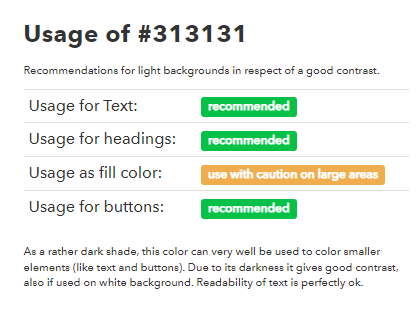 Usage of #313131
Recommendations for light backgrounds in respect of a good contrast.
Usage for Text: recommended
Usage for headings: recommended
Usage as fill color: use with caution on large areas
Usage for buttons: recommended
As a rather dark shade, this color can very well be used to color smaller
elements (like text and buttons). Due to its darkness it gives good contrast,
also if used on white background. Readability of text is perfectly ok.